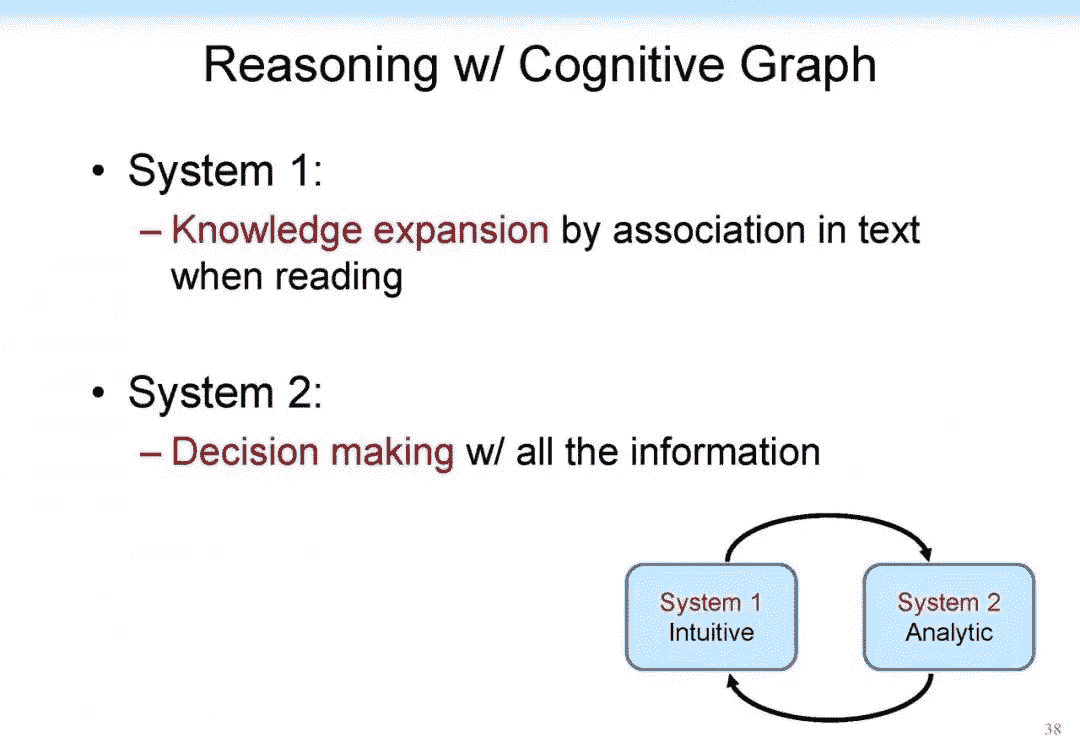 Reasoning w/ Cognitive Graph
• System 1:
– Knowledge expansion by association in text
when reading
• System 2:
– Decision making w/ all the information
System 1
Intuitive
System 2
Analytic
38